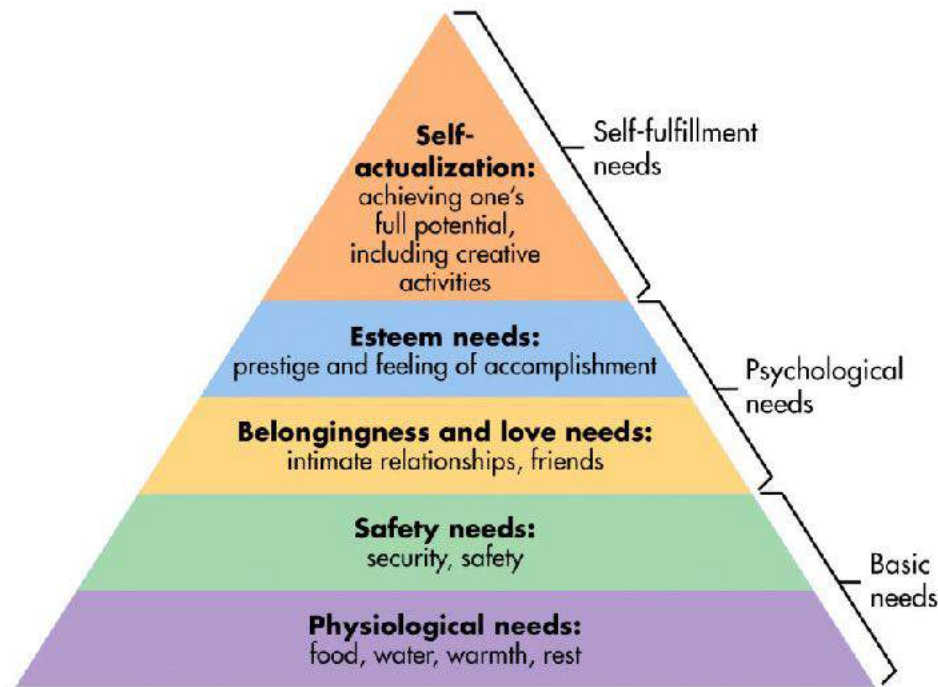 Self-
actualization:
achieving one's
full potential,
including creative
activities
Self-fulfillment
needs
Esteem needs:
prestige and feeling of accomplishment
Belongingness and love needs:
intimate relationships, friends
Psychological
needs
Safety needs:
security, safety
Physiological needs:
food, water, warmth, rest
Basic
needs